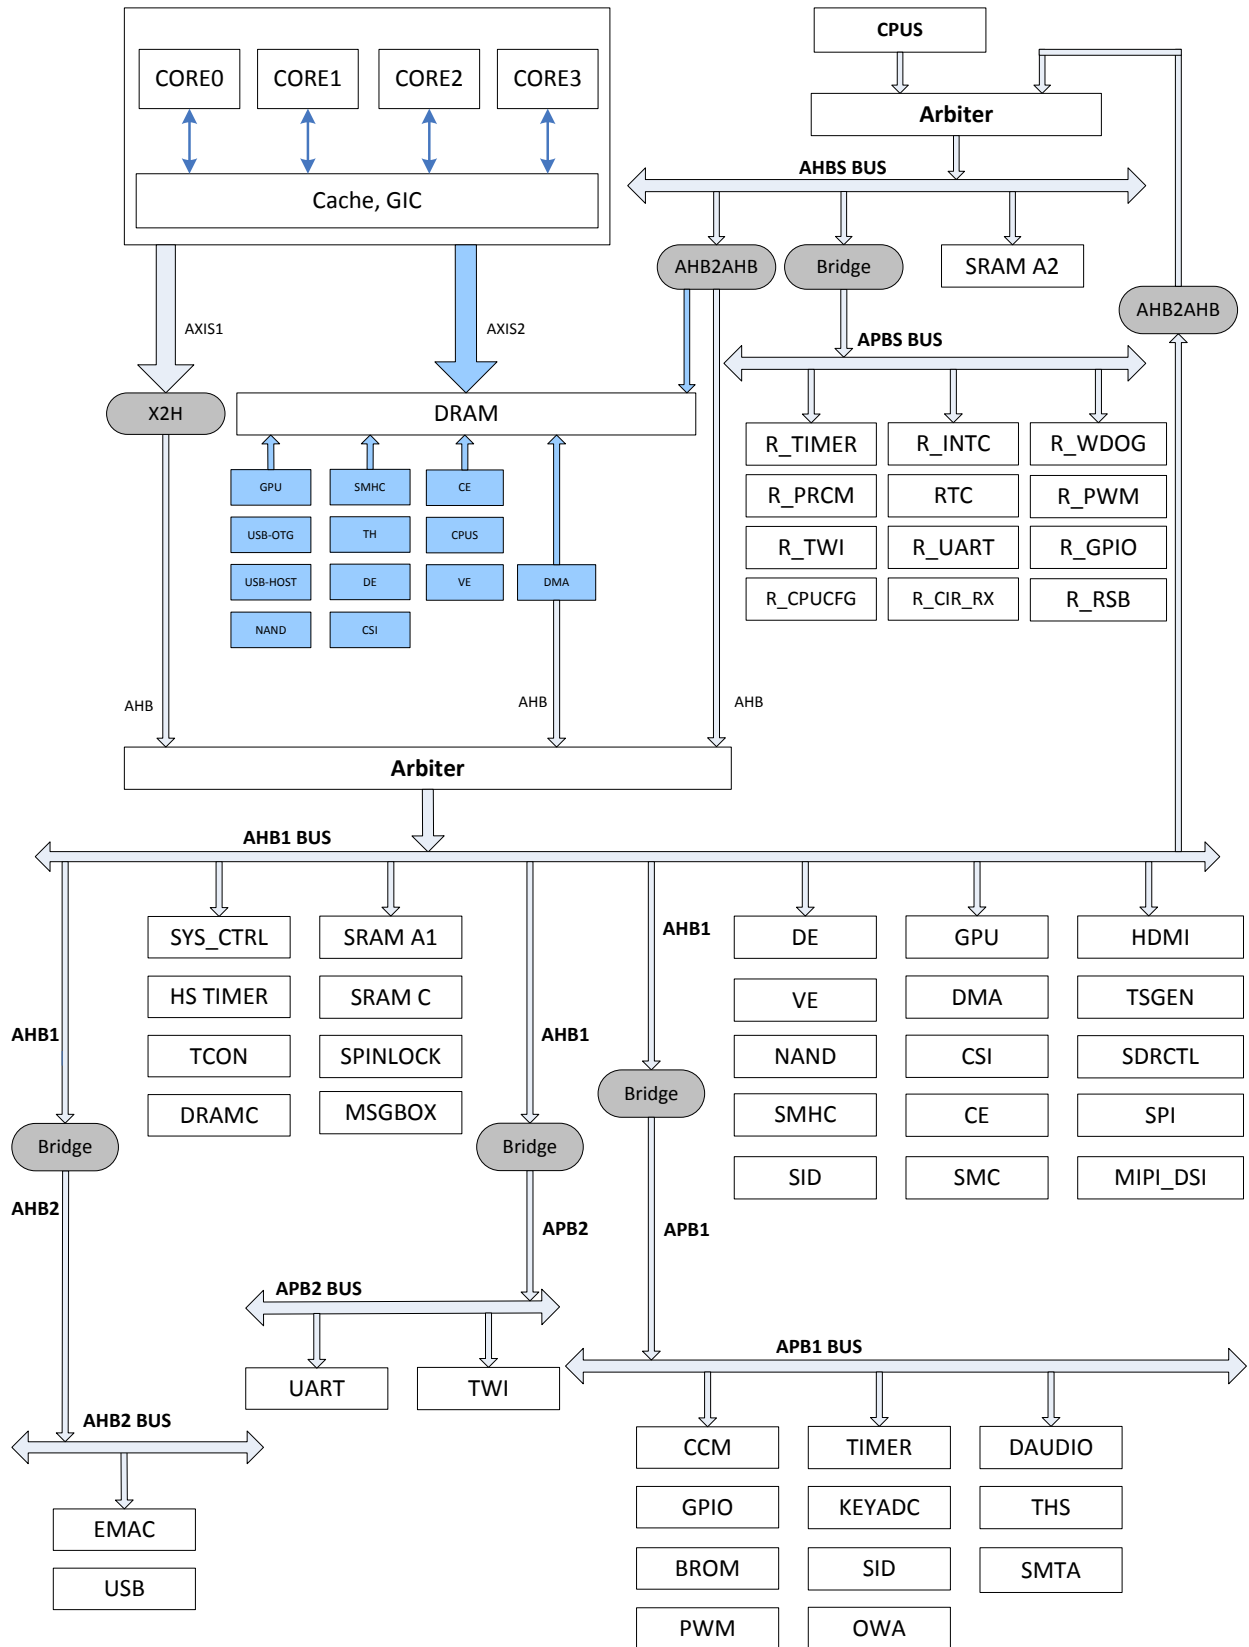 CPUS
CORE0 CORE1 CORE2 CORE3
Arbiter
AHBS BUS
Cache, GIC
AHB2AHB Bridge SRAM A2
AHB2AHB
AXIS1 AXIS2
APBS BUS
X2H DRAM
R_TIMER R_INTC R_WDOG
GPU SMHC CE
R_PRCM RTC R_PWM
USB-OTG TH CPUS
R_TWI R_UART R_GPIO
USB-HOST DE VE DMA
R_CPUCFG R_CIR_RX R_RSB
NAND CSI
AHB AHB AHB
Arbiter
AHB1 BUS
AHB1
SYS_CTRL SRAM A1 DE GPU HDMI
HS TIMER SRAM C VE DMA TSGEN
AHB1 AHB1
TCON SPINLOCK NAND CSI SDRCTL
Bridge
DRAMC MSGBOX SMHC CE SPI
Bridge Bridge
SID SMC MIPI_DSI
AHB2
APB2 APB1
APB2 BUS
APB1 BUS
UART TWI
AHB2 BUS
CCM TIMER DAUDIO
GPIO KEYADC THS
EMAC
BROM SID SMTA
USB
PWM OWA